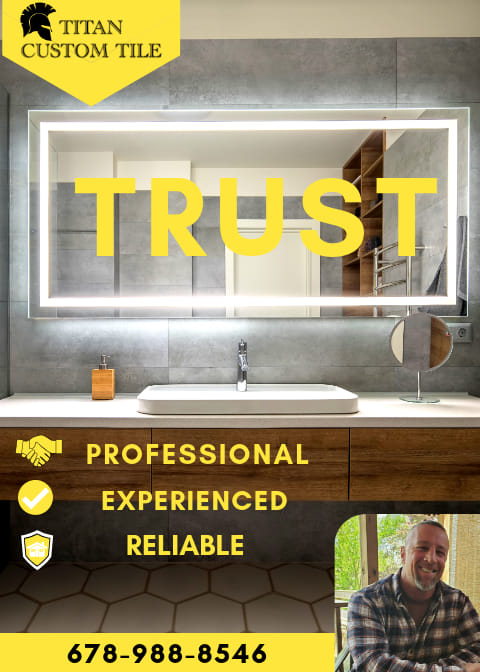 TITAN
CUSTOM TILE
TRUST
PROFESSIONAL
EXPERIENCED
RELIABLE
678-988-8546